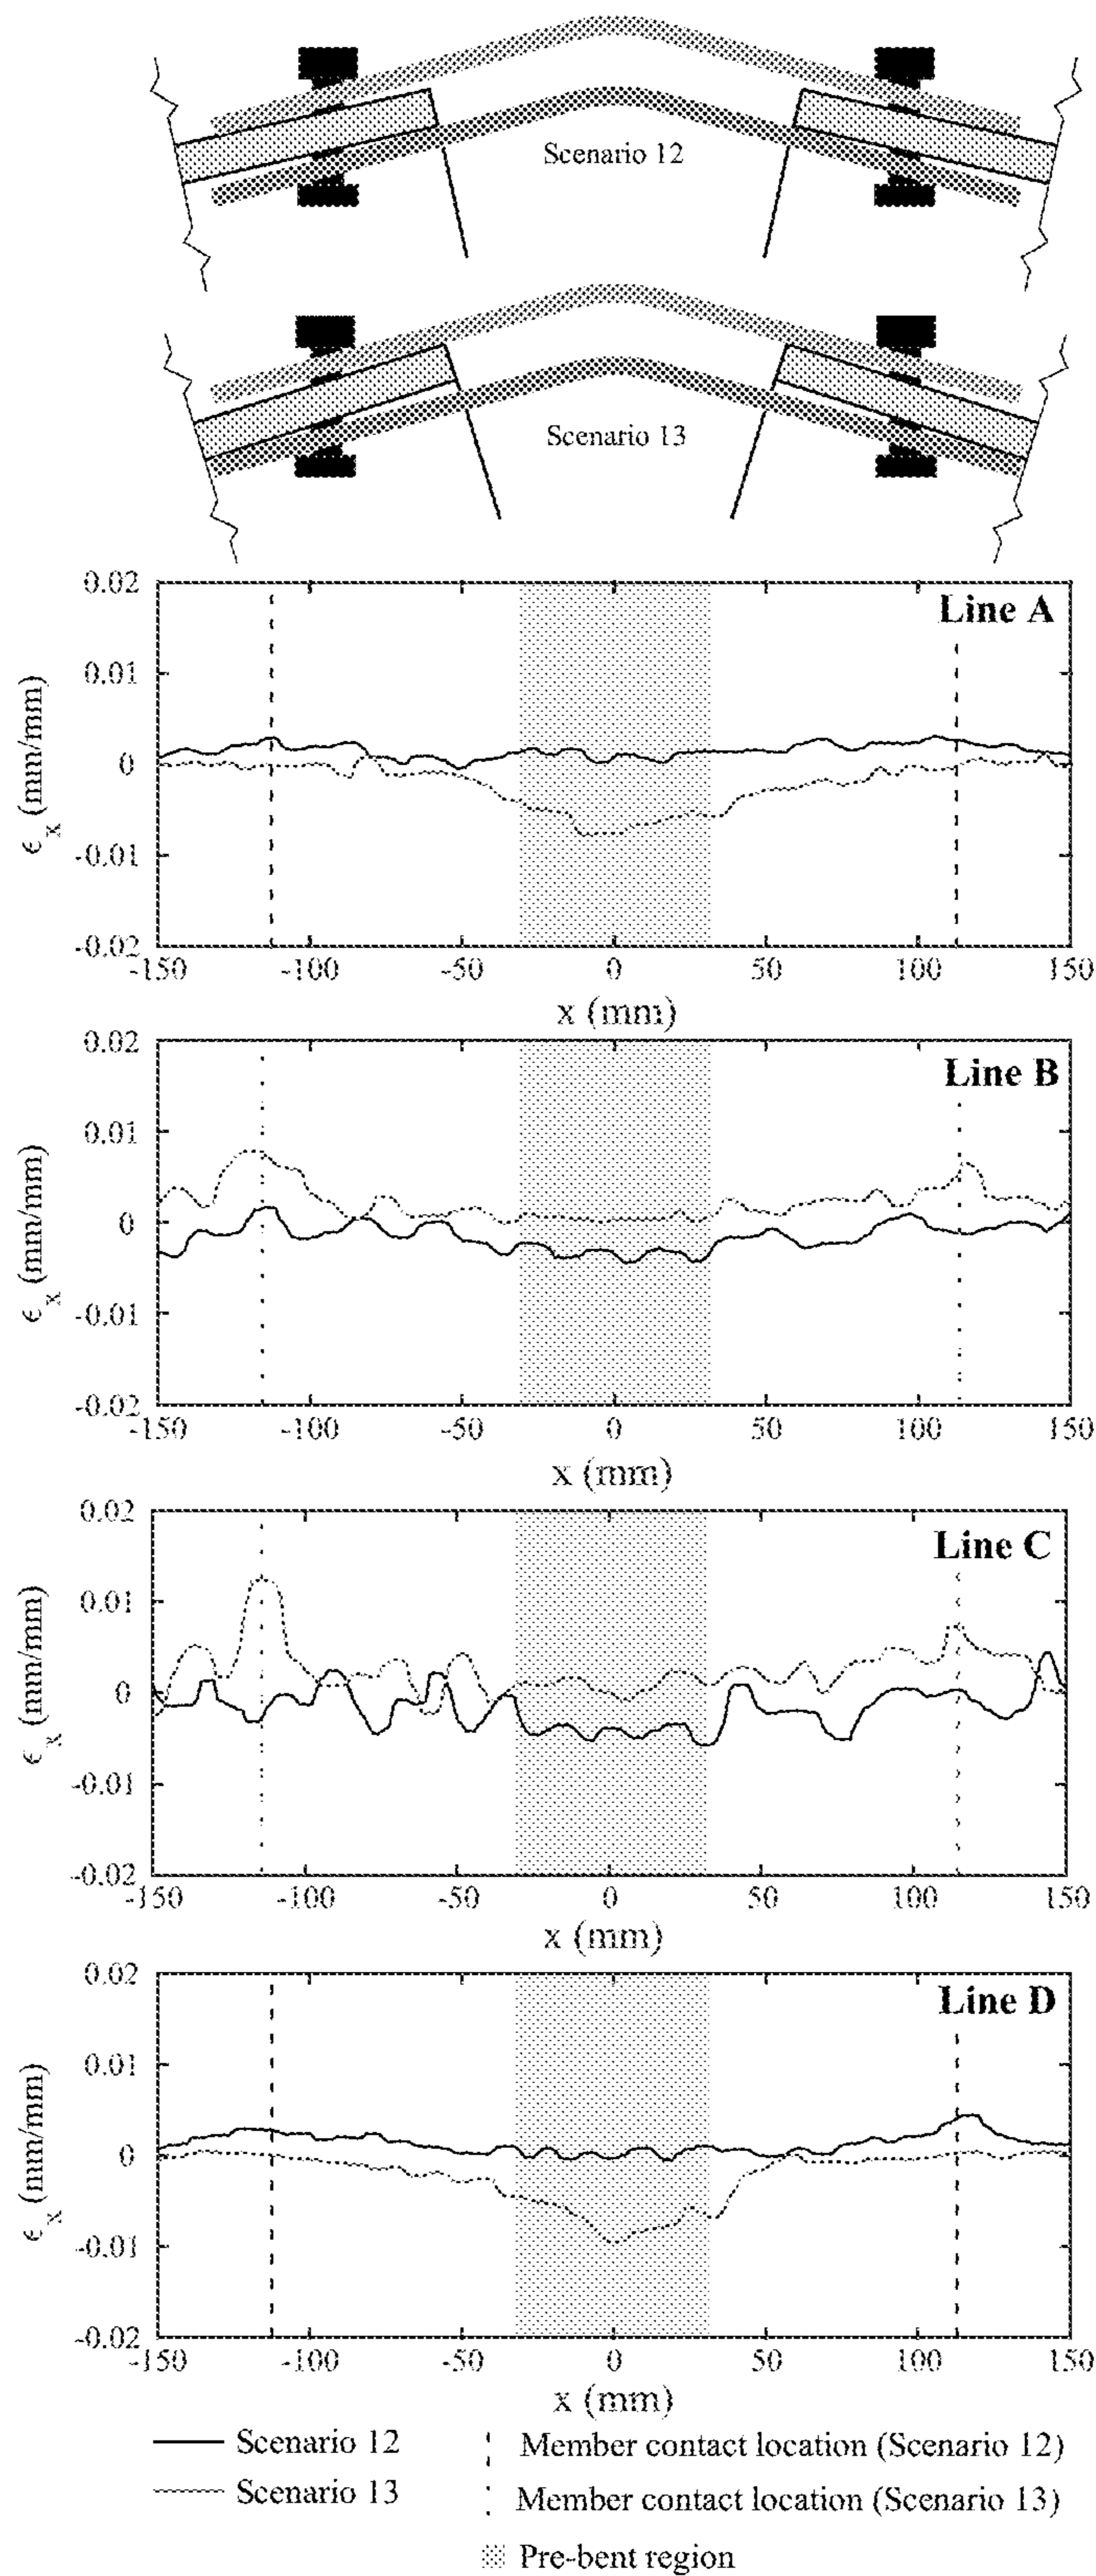 Scenario 12
Scenario 13
Line A
0.02
0.01
0
-0.01
-0.02
ϵx (mm/mm)
-150 -100 -50 0 50 100 150
x (mm)
Line B
0.02
0.01
0
-0.01
-0.02
ϵx (mm/mm)
-150 -100 -50 0 50 100 150
x (mm)
Line C
0.02
0.01
0
-0.01
-0.02
ϵx (mm/mm)
-150 -100 -50 0 50 100 150
x (mm)
Line D
0.02
0.01
0
-0.01
-0.02
ϵx (mm/mm)
-150 -100 -50 0 50 100 150
x (mm)
Scenario 12
Scenario 13
Member contact location (Scenario 12)
Member contact location (Scenario 13)
Pre-bent region